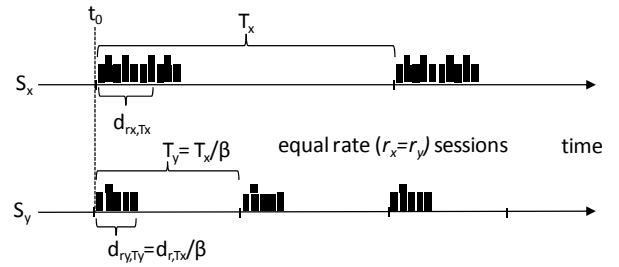 t₀
Tₓ
Sₓ
d_rx,Tx
T_y= Tₓ/β
equal rate (rₓ=r_y) sessions
time
S_y
d_ry,Ty=d_r,Tx/β